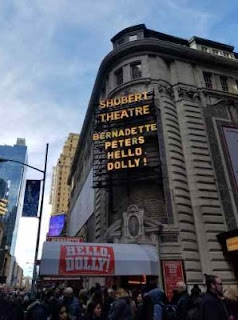 SHUBERT
THEATRE
BERNADETTE
PETERS
HELLO,
DOLLY!
HELLO,
DOLLY!